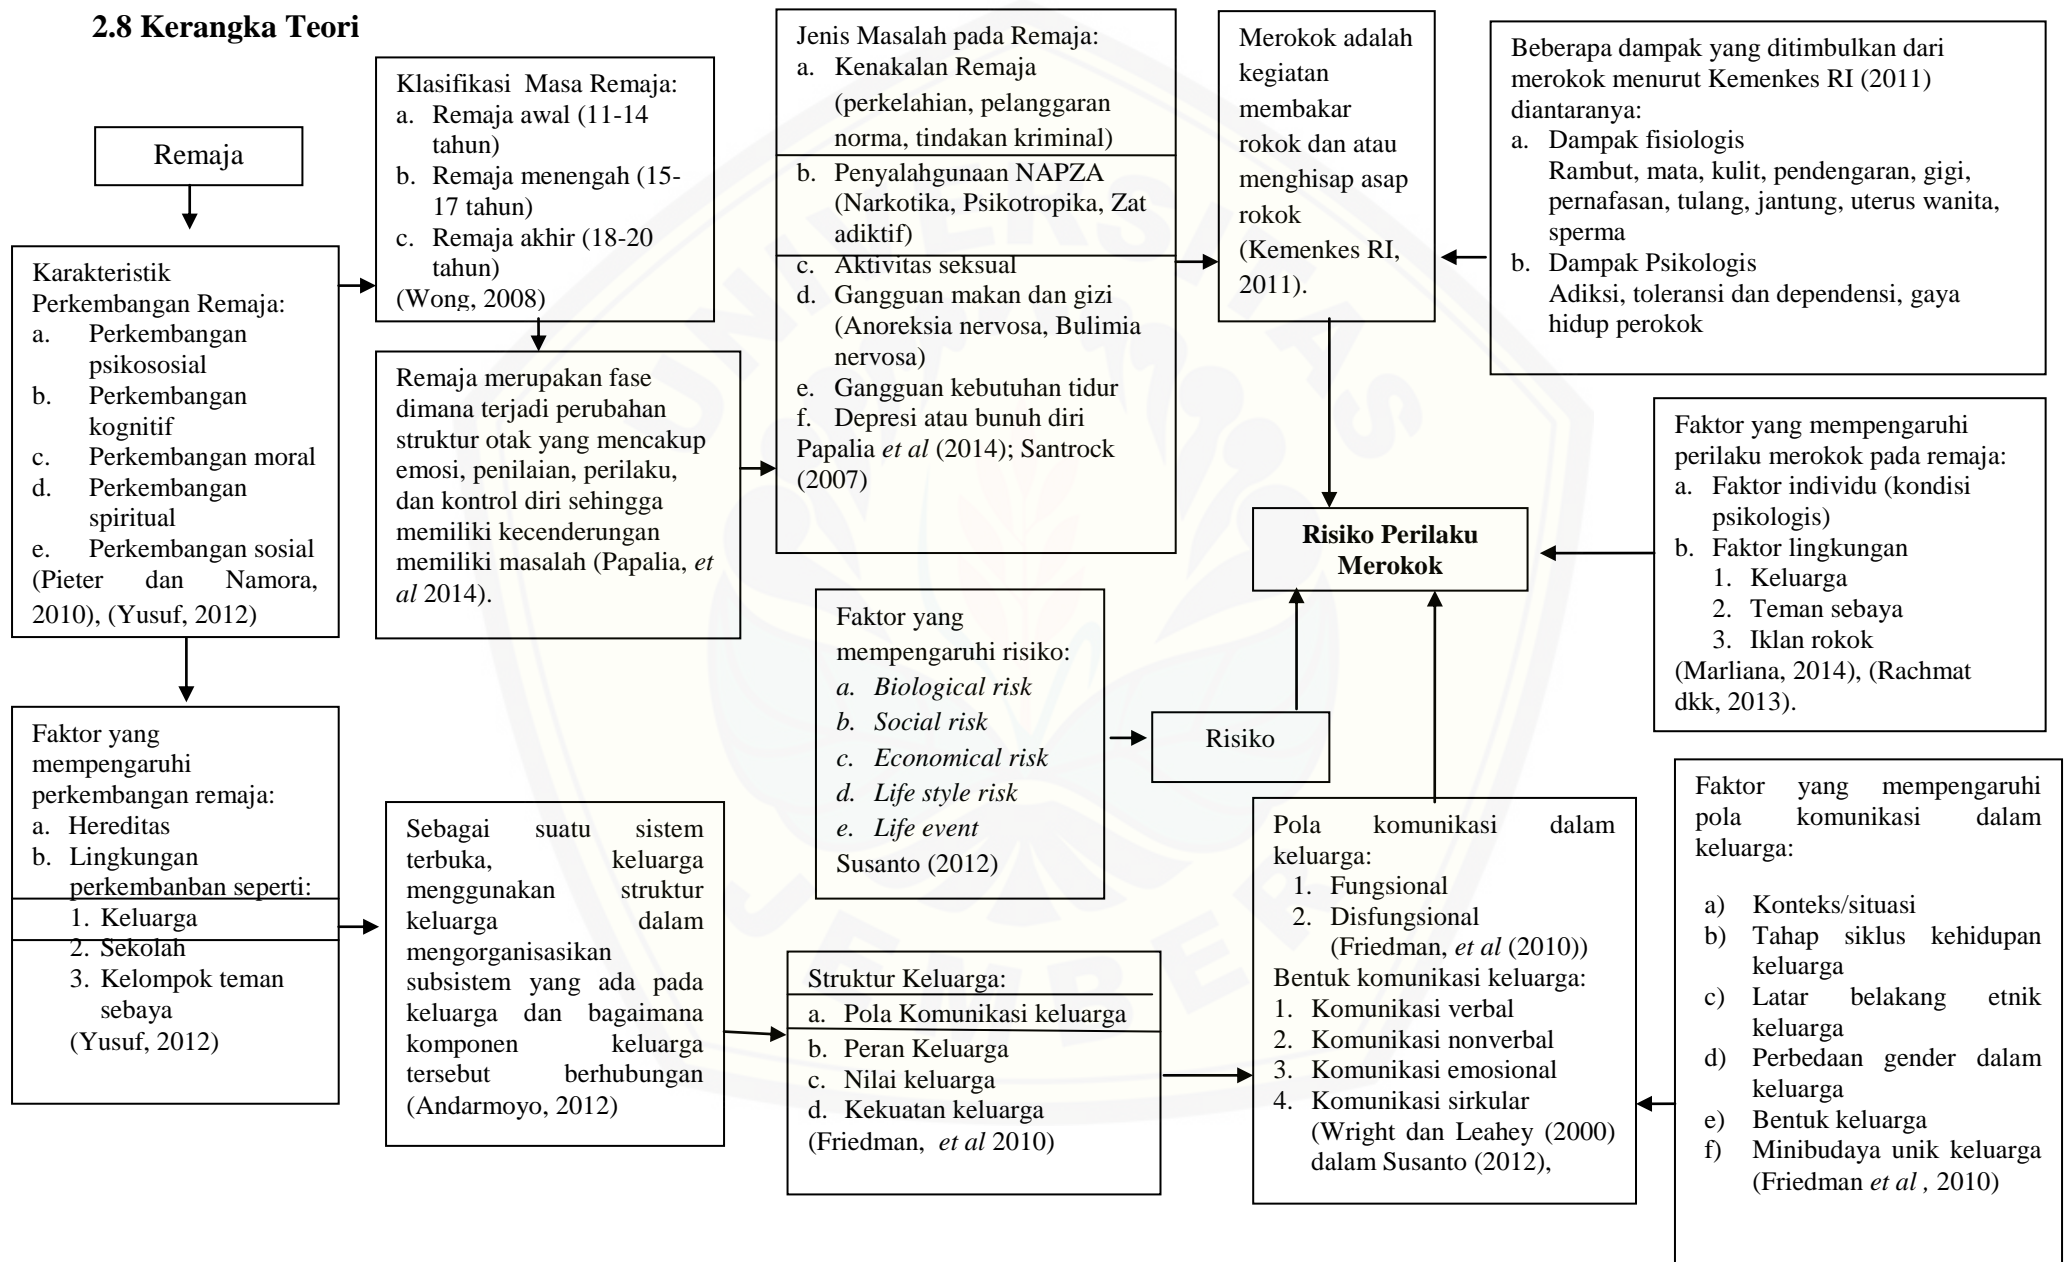 2.8 Kerangka Teori
Remaja
Karakteristik
Perkembangan Remaja:
a. Perkembangan
psikososial
b. Perkembangan
kognitif
c. Perkembangan moral
d. Perkembangan
spiritual
e. Perkembangan sosial
(Pieter dan Namora,
2010), (Yusuf, 2012)
Faktor yang
mempengaruhi
perkembangan remaja:
a. Hereditas
b. Lingkungan
perkembanban seperti:
1. Keluarga
2. Sekolah
3. Kelompok teman
sebaya
(Yusuf, 2012)
Klasifikasi Masa Remaja:
a. Remaja awal (11-14
tahun)
b. Remaja menengah (15-
17 tahun)
c. Remaja akhir (18-20
tahun)
(Wong, 2008)
Remaja merupakan fase
dimana terjadi perubahan
struktur otak yang mencakup
emosi, penilaian, perilaku,
dan kontrol diri sehingga
memiliki kecenderungan
memiliki masalah (Papalia, et
al 2014).
Sebagai suatu sistem
terbuka, keluarga
menggunakan struktur
keluarga dalam
mengorganisasikan
subsistem yang ada pada
keluarga dan bagaimana
komponen keluarga
tersebut berhubungan
(Andarmoyo, 2012)
Jenis Masalah pada Remaja:
a. Kenakalan Remaja
(perkelahian, pelanggaran
norma, tindakan kriminal)
b. Penyalahgunaan NAPZA
(Narkotika, Psikotropika, Zat
adiktif)
c. Aktivitas seksual
d. Gangguan makan dan gizi
(Anoreksia nervosa, Bulimia
nervosa)
e. Gangguan kebutuhan tidur
f. Depresi atau bunuh diri
Papalia et al (2014); Santrock
(2007)
Faktor yang
mempengaruhi risiko:
a. Biological risk
b. Social risk
c. Economical risk
d. Life style risk
e. Life event
Susanto (2012)
Risiko
Struktur Keluarga:
a. Pola Komunikasi keluarga
b. Peran Keluarga
c. Nilai keluarga
d. Kekuatan keluarga
(Friedman, et al 2010)
Merokok adalah
kegiatan
membakar
rokok dan atau
menghisap asap
rokok
(Kemenkes RI,
2011).
Risiko Perilaku
Merokok
Pola komunikasi dalam
keluarga:
1. Fungsional
2. Disfungsional
(Friedman, et al (2010))
Bentuk komunikasi keluarga:
1. Komunikasi verbal
2. Komunikasi nonverbal
3. Komunikasi emosional
4. Komunikasi sirkular
(Wright dan Leahey (2000)
dalam Susanto (2012),
Beberapa dampak yang ditimbulkan dari
merokok menurut Kemenkes RI (2011)
diantaranya:
a. Dampak fisiologis
Rambut, mata, kulit, pendengaran, gigi,
pernafasan, tulang, jantung, uterus wanita,
sperma
b. Dampak Psikologis
Adiksi, toleransi dan dependensi, gaya
hidup perokok
Faktor yang mempengaruhi
perilaku merokok pada remaja:
a. Faktor individu (kondisi
psikologis)
b. Faktor lingkungan
1. Keluarga
2. Teman sebaya
3. Iklan rokok
(Marliana, 2014), (Rachmat
dkk, 2013).
Faktor yang mempengaruhi
pola komunikasi dalam
keluarga:
a) Konteks/situasi
b) Tahap siklus kehidupan
keluarga
c) Latar belakang etnik
keluarga
d) Perbedaan gender dalam
keluarga
e) Bentuk keluarga
f) Minibudaya unik keluarga
(Friedman et al , 2010)
UNIVERSITAS
JEMBER